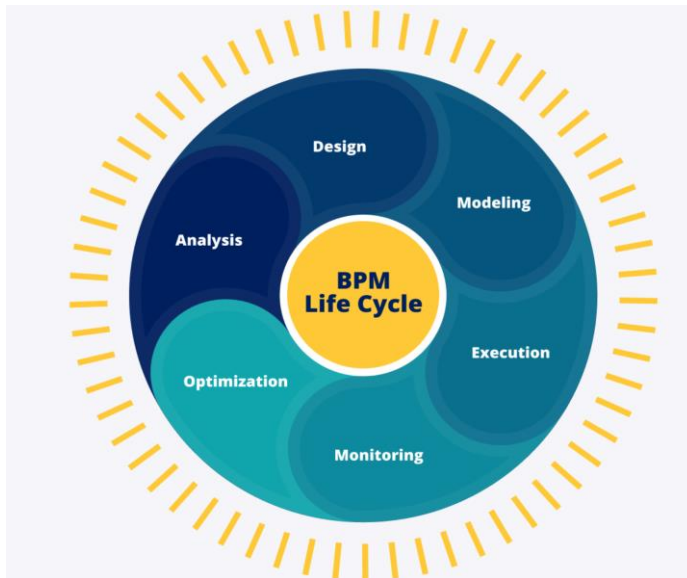 Design
Modeling
Analysis
BPM
Life Cycle
Execution
Optimization
Monitoring